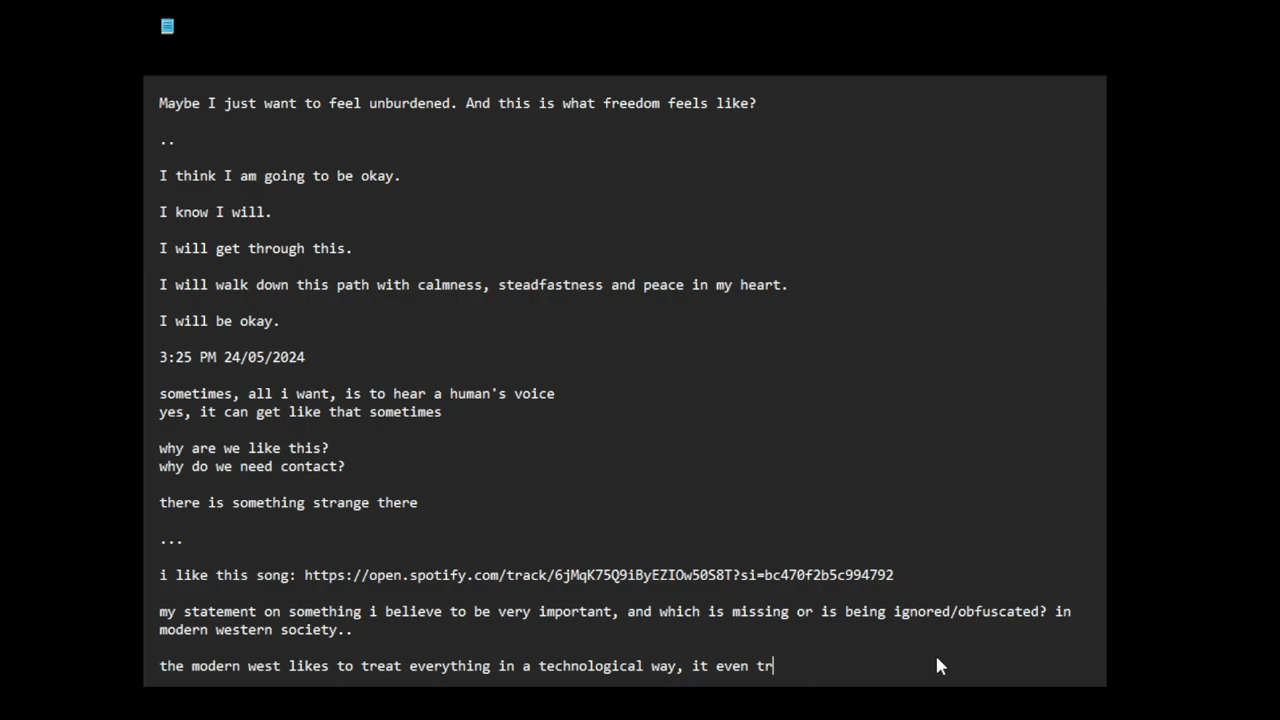 Maybe I just want to feel unburdened. And this is what freedom feels like?
..
I think I am going to be okay.
I know I will.
I will get through this.
I will walk down this path with calmness, steadfastness and peace in my heart.
I will be okay.
3:25 PM 24/05/2024
sometimes, all i want, is to hear a human's voice
yes, it can get like that sometimes
why are we like this?
why do we need contact?
there is something strange there
...
i like this song: https://open.spotify.com/track/6jMqK75Q9iByEZIOw50S8T?si=bc470f2b5c994792
my statement on something i believe to be very important, and which is missing or is being ignored/obfuscated? in
modern western society..
the modern west likes to treat everything in a technological way, it even tr